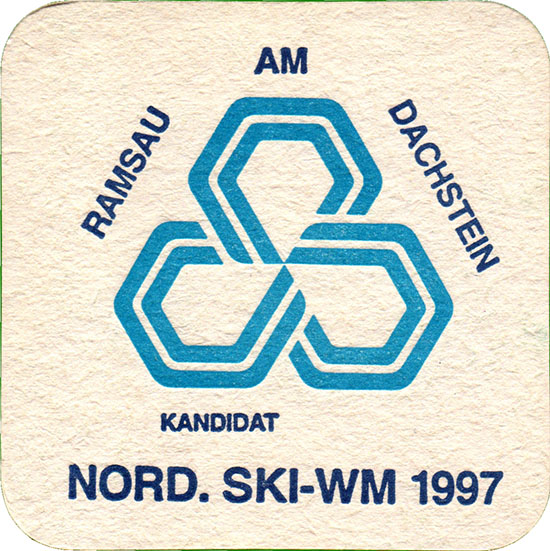 RAMSAU
AM
DACHSTEIN
KANDIDAT
NORD. SKI-WM 1997